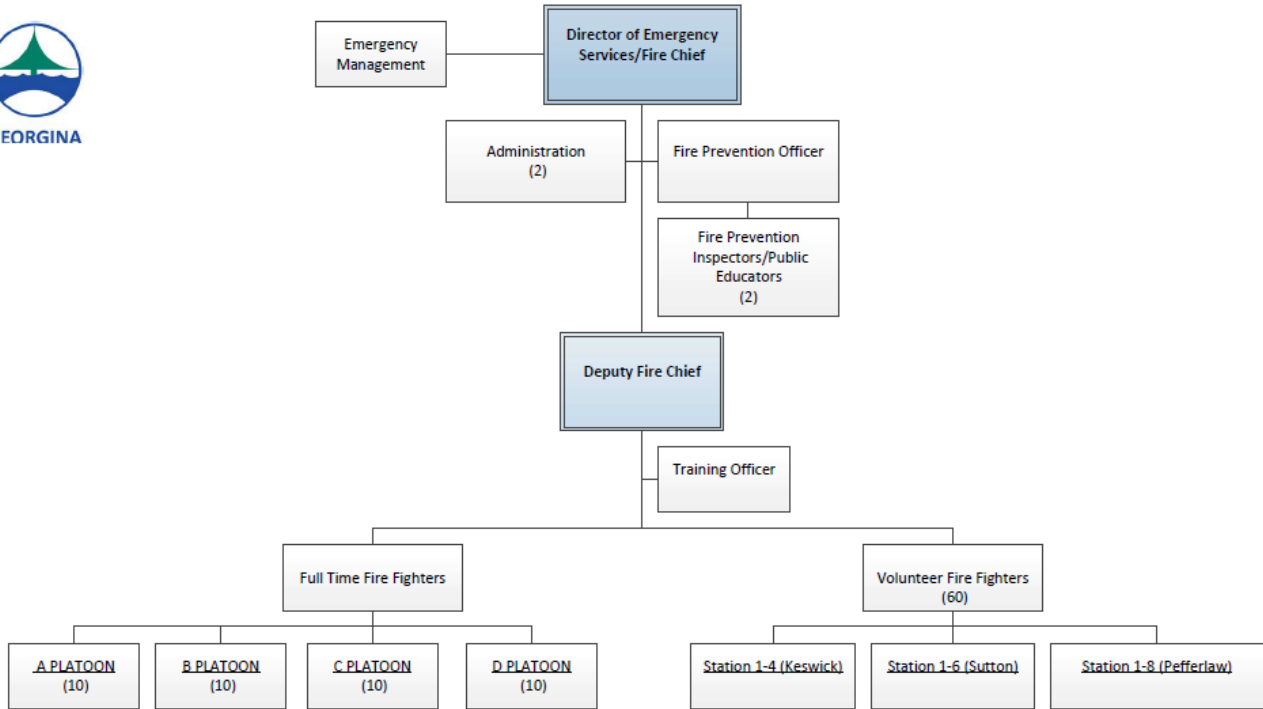 EORGINA
Emergency
Management
Director of Emergency
Services/Fire Chief
Administration
(2)
Fire Prevention Officer
Fire Prevention
Inspectors/Public
Educators
(2)
Deputy Fire Chief
Training Officer
Full Time Fire Fighters
Volunteer Fire Fighters
(60)
A PLATOON
(10)
B PLATOON
(10)
C PLATOON
(10)
D PLATOON
(10)
Station 1-4 (Keswick)
Station 1-6 (Sutton)
Station 1-8 (Pefferlaw)